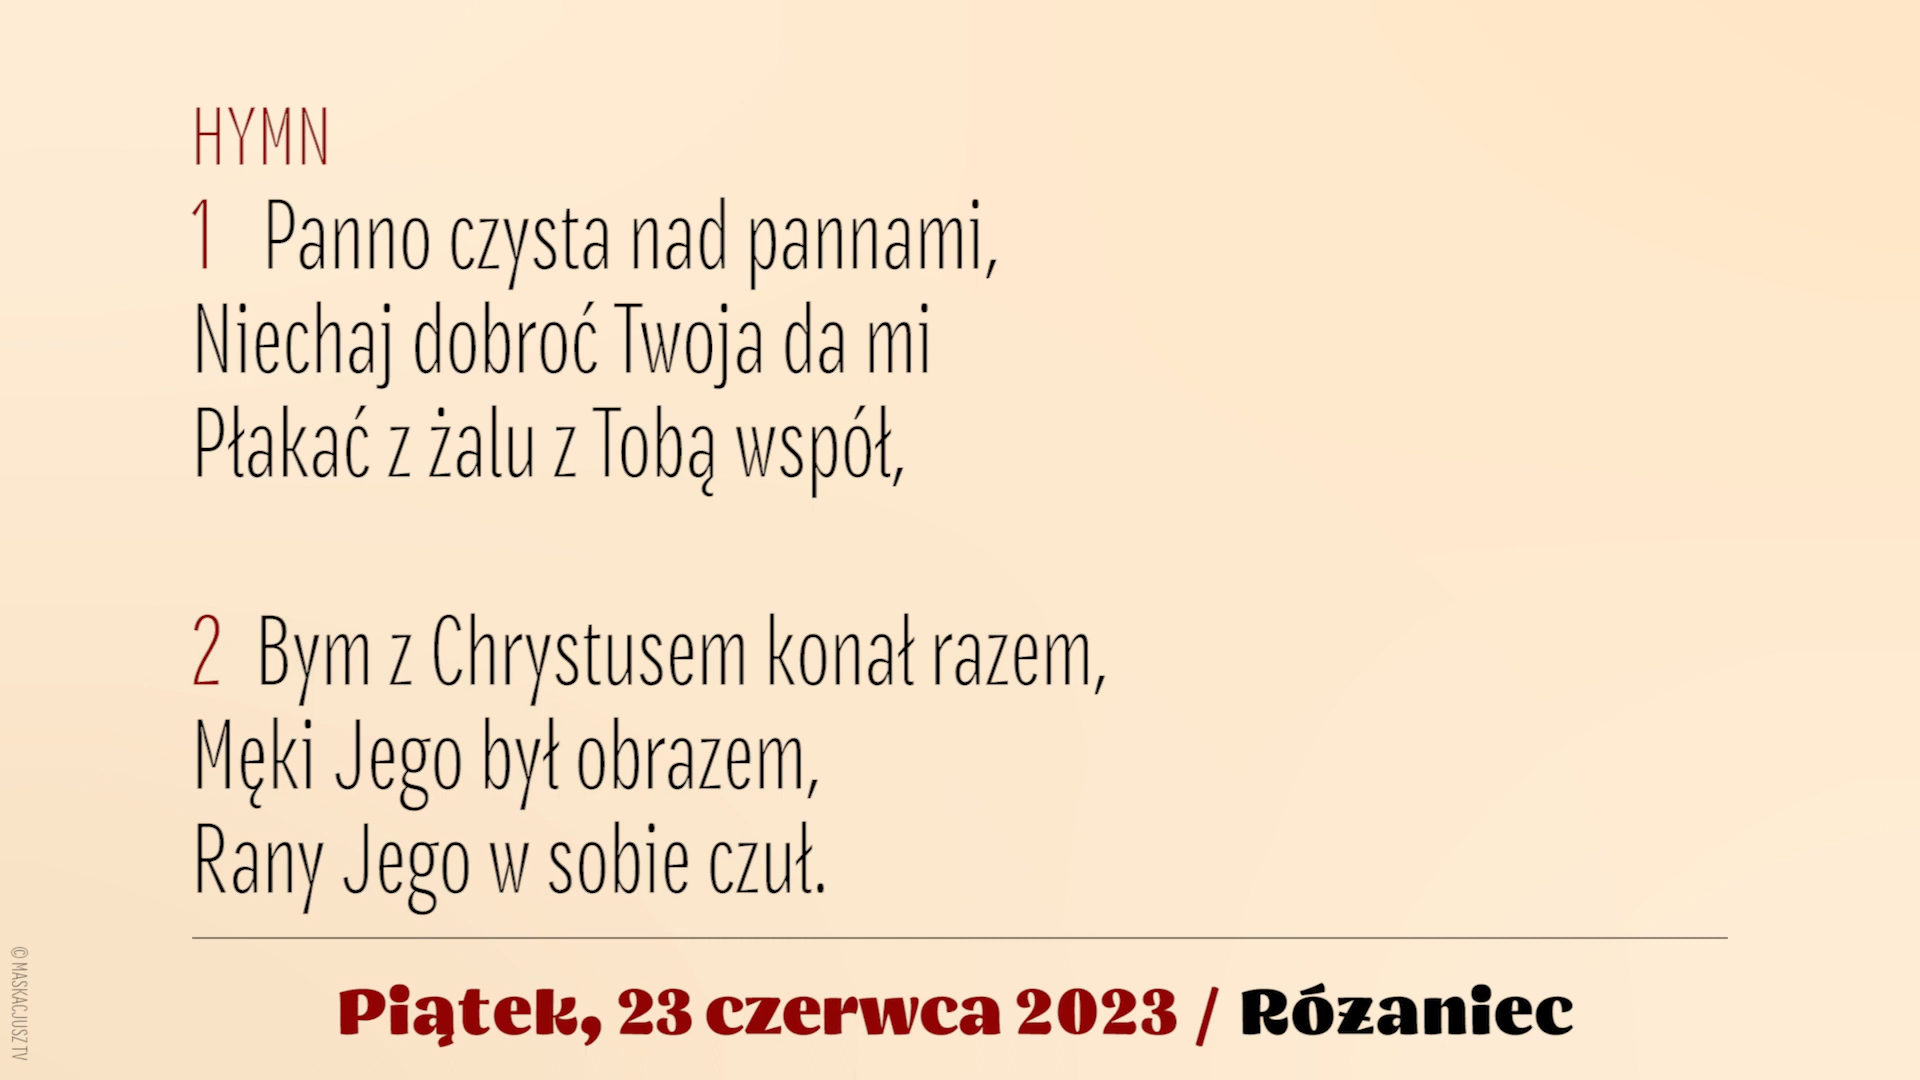 HYMN
1 Panno czysta nad pannami,
Niechaj dobroć Twoja da mi
Płakać z żalu z Tobą współ,
2 Bym z Chrystusem konał razem,
Męki Jego był obrazem,
Rany Jego w sobie czuł.
Piątek, 23 czerwca 2023 / Różaniec
© MASKACJUSZ TV